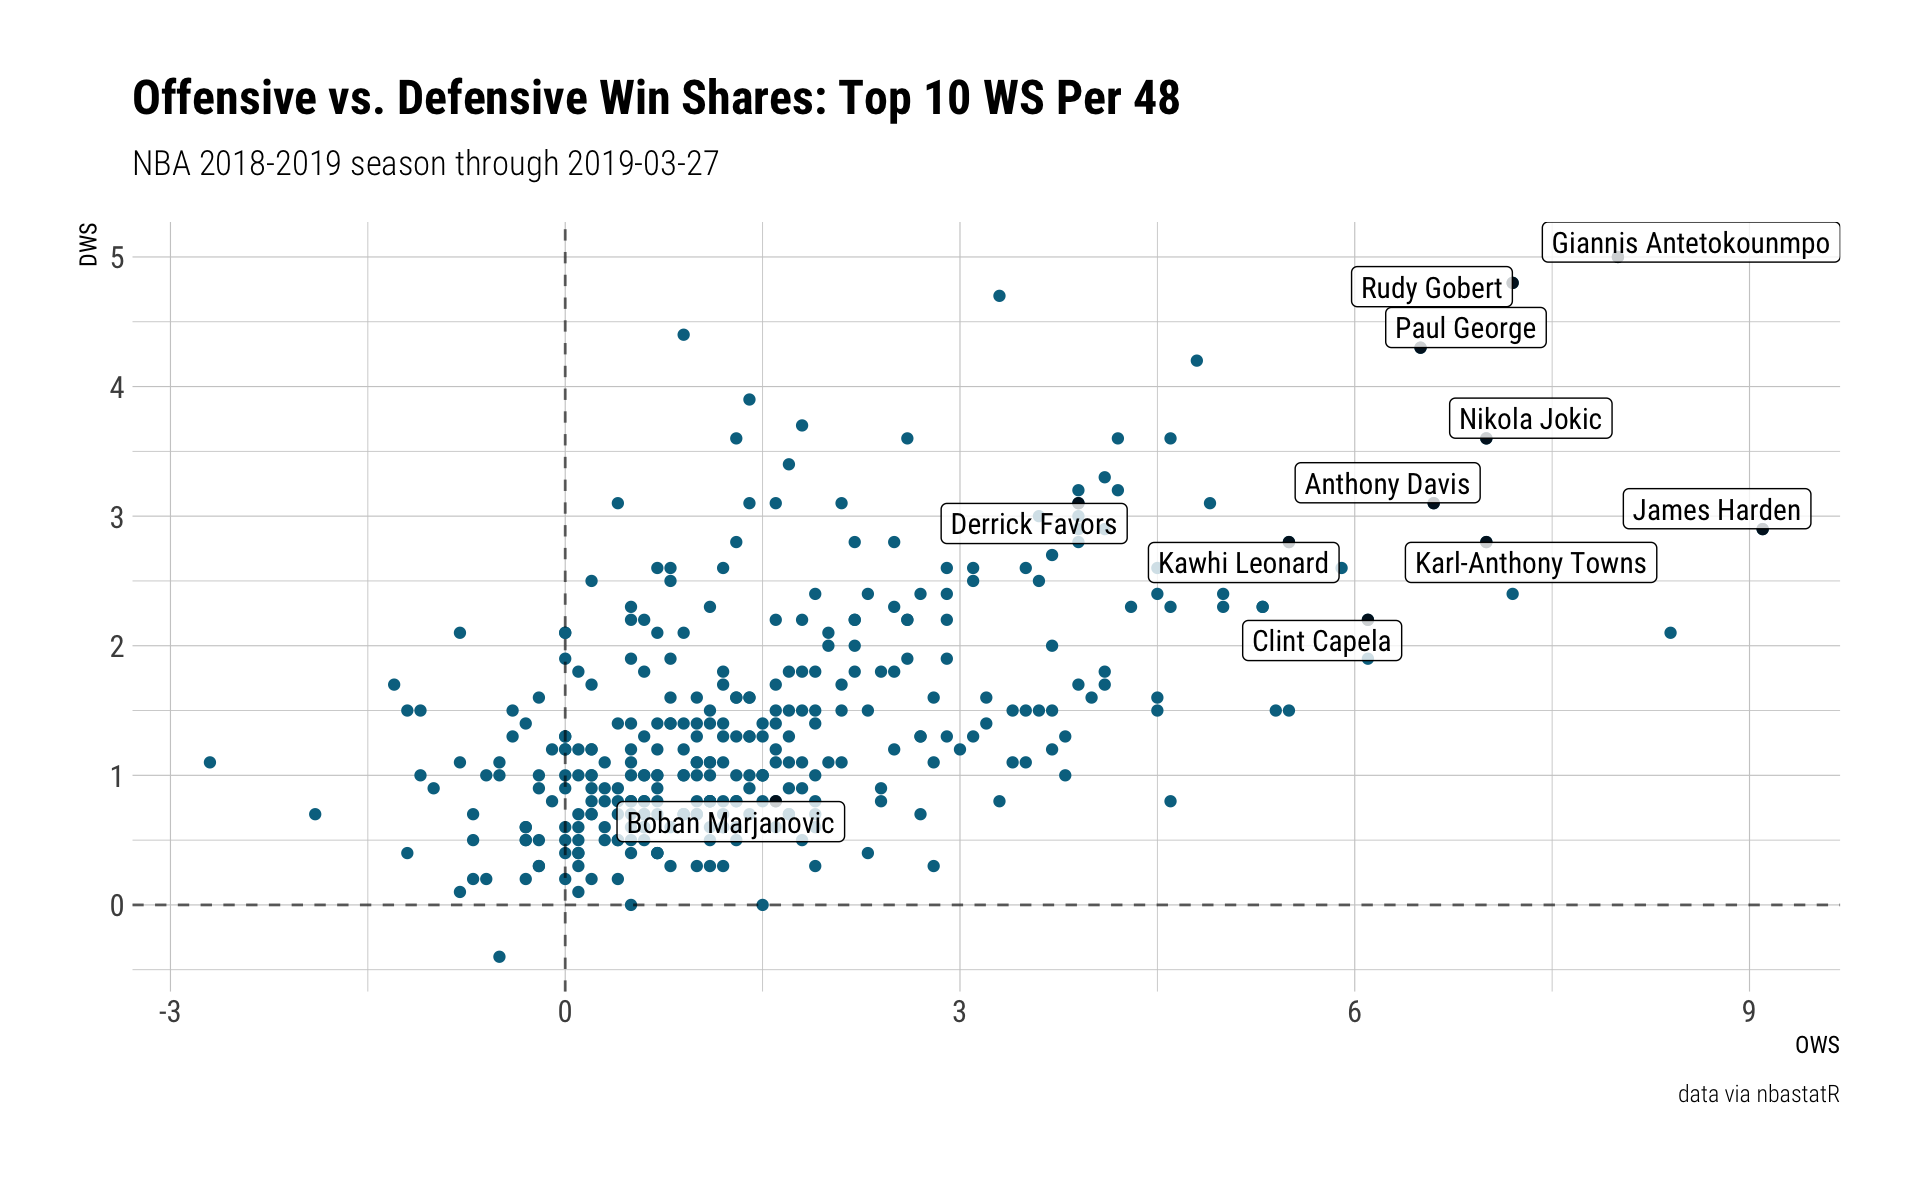 Offensive vs. Defensive Win Shares: Top 10 WS Per 48
NBA 2018-2019 season through 2019-03-27
DWS
5
4
3
2
1
0
Giannis Antetokounmpo
Rudy Gobert
Paul George
Nikola Jokic
Anthony Davis
James Harden
Derrick Favors
Kawhi Leonard
Karl-Anthony Towns
Clint Capela
Boban Marjanovic
-3 0 3 6 9
OWS
data via nbastatR